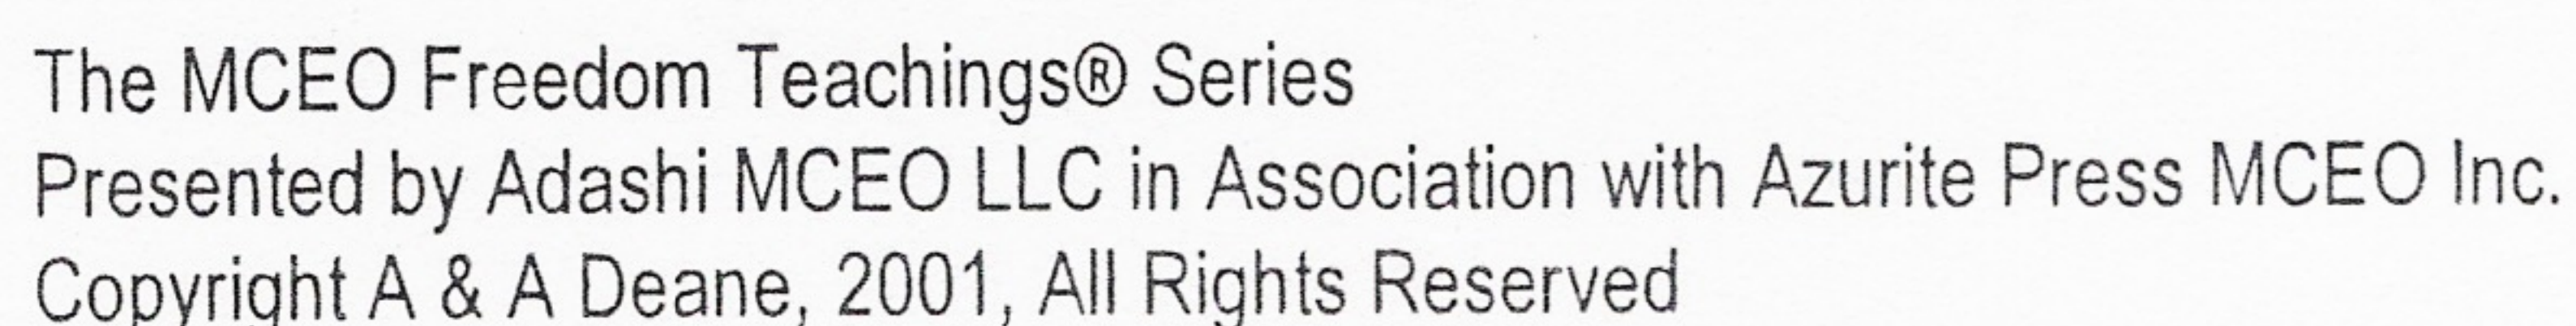 The MCEO Freedom Teachings® Series
Presented by Adashi MCEO LLC in Association with Azurite Press MCEO Inc.
Copyright A & A Deane, 2001, All Rights Reserved